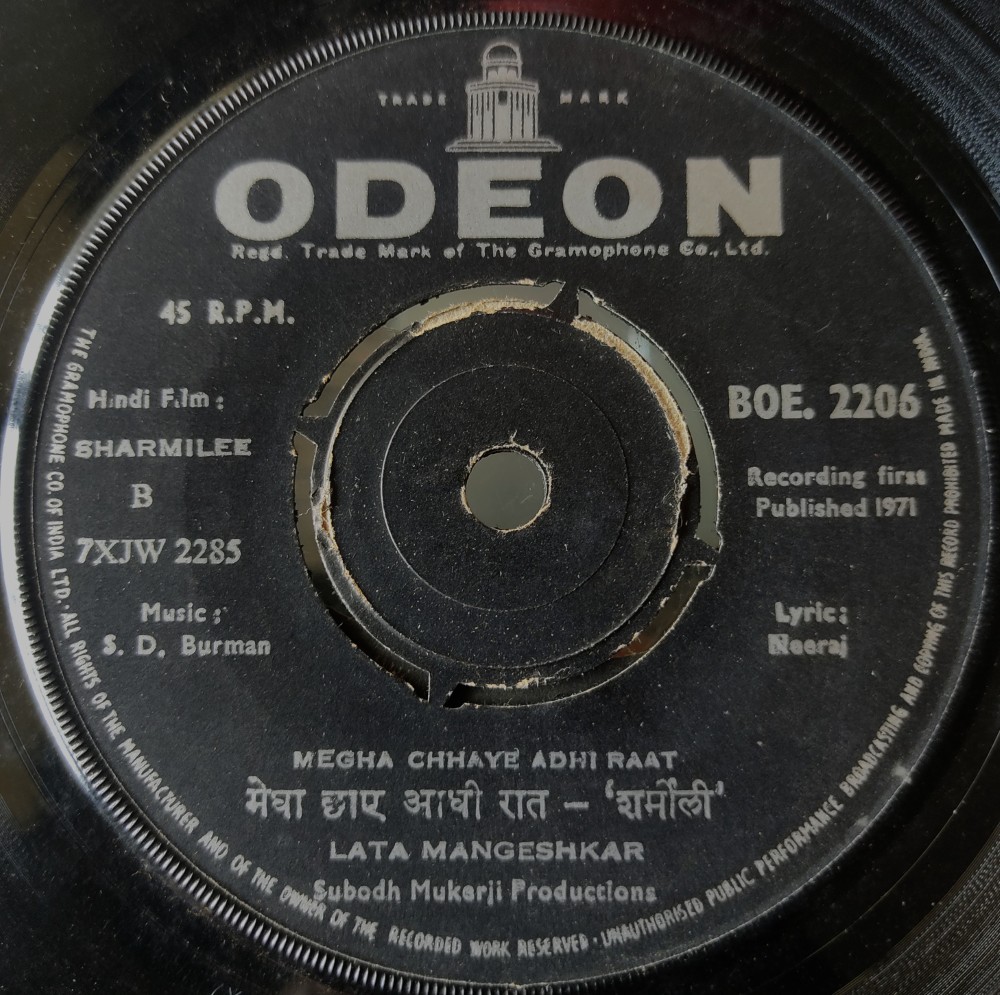 TRADE MARK
ODEON
Regd. Trade Mark of The Gramophone Co., Ltd.
45 R.P.M.
Hindi Film :
SHARMILEE
B
7XJW 2285
Music :
S. D. Burman
BOE. 2206
Recording first
Published 1971
Lyric :
Neeraj
MEGHA CHHAYE ADHI RAAT
मेघा छाए आधी रात – ‘शर्मीली’
LATA MANGESHKAR
Subodh Mukerji Productions
THE GRAMOPHONE CO. OF INDIA LTD. ALL RIGHTS OF THE MANUFACTURER AND OF THE OWNER OF THE RECORDED WORK RESERVED · UNAUTHORISED PUBLIC PERFORMANCE BROADCASTING AND COPYING OF THIS RECORD PROHIBITED MADE IN INDIA.